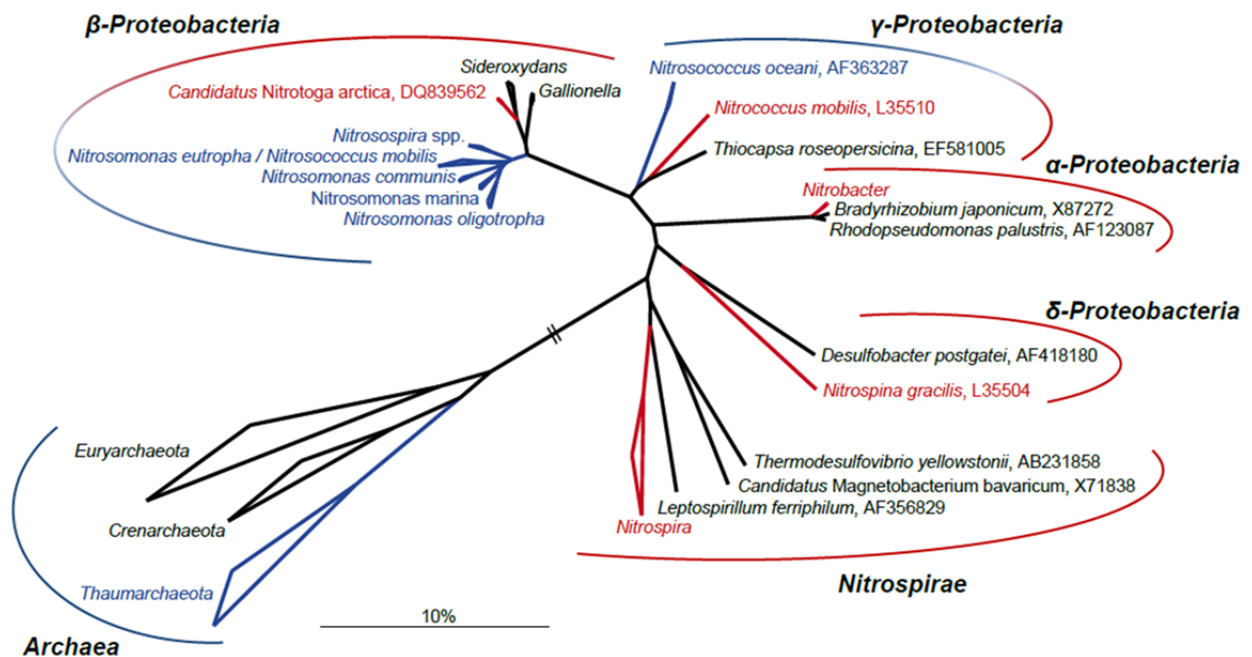 β-Proteobacteria
γ-Proteobacteria
Sideroxydans
Gallionella
Candidatus Nitrotoga arctica, DQ839562
Nitrosospira spp.
Nitrosomonas eutropha / Nitrosococcus mobilis
Nitrosomonas communis
Nitrosomonas marina
Nitrosomonas oligotropha
Nitrosococcus oceani, AF363287
Nitrococcus mobilis, L35510
Thiocapsa roseopersicina, EF581005
α-Proteobacteria
Nitrobacter
Bradyrhizobium japonicum, X87272
Rhodopseudomonas palustris, AF123087
δ-Proteobacteria
Desulfobacter postgatei, AF418180
Nitrospina gracilis, L35504
Thermodesulfovibrio yellowstonii, AB231858
Candidatus Magnetobacterium bavaricum, X71838
Leptospirillum ferriphilum, AF356829
Nitrospira
Nitrospirae
Euryarchaeota
Crenarchaeota
Thaumarchaeota
Archaea
10%